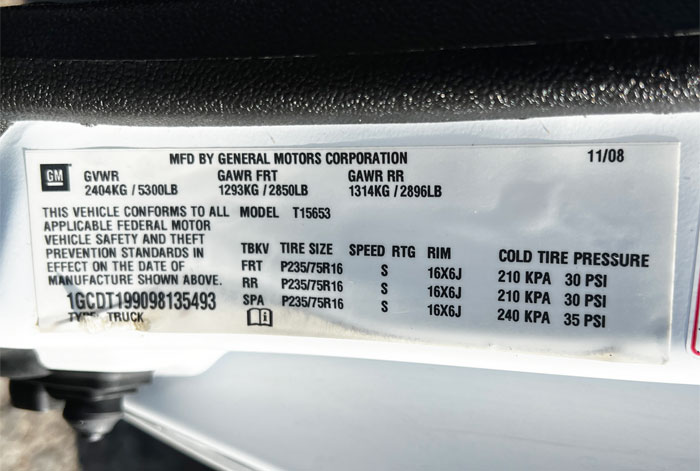 MFD BY GENERAL MOTORS CORPORATION 11/08
GM
GVWR GAWR FRT GAWR RR
2404KG / 5300LB 1293KG / 2850LB 1314KG / 2896LB
THIS VEHICLE CONFORMS TO ALL
APPLICABLE FEDERAL MOTOR
VEHICLE SAFETY AND THEFT
PREVENTION STANDARDS IN
EFFECT ON THE DATE OF
MANUFACTURE SHOWN ABOVE.
1GCDT199098135493
TYPE TRUCK
MODEL T15653
TBKV TIRE SIZE SPEED RTG RIM COLD TIRE PRESSURE
FRT P235/75R16 S 16X6J 210 KPA 30 PSI
RR P235/75R16 S 16X6J 210 KPA 30 PSI
SPA P235/75R16 S 16X6J 240 KPA 35 PSI